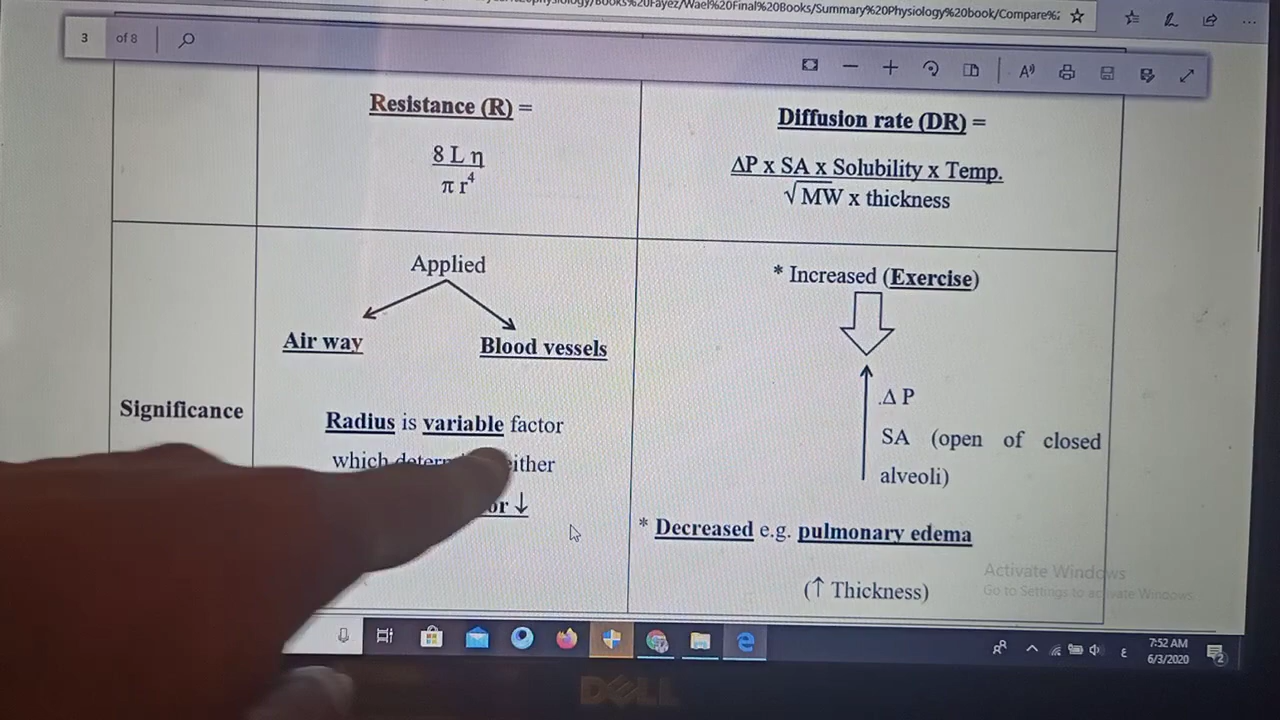 3 of 8
Resistance (R) =
8 L η
π r⁴
Diffusion rate (DR) =
ΔP x SA x Solubility x Temp.
√MW x thickness
Significance
Applied
Air way
Blood vessels
Radius is variable factor
which
or ↓
* Increased (Exercise)
.Δ P
SA (open of closed
alveoli)
* Decreased e.g. pulmonary edema
(↑ Thickness)
Activate Windows
Go to Settings to activate Windows.
7:52 AM
6/3/2020
DELL